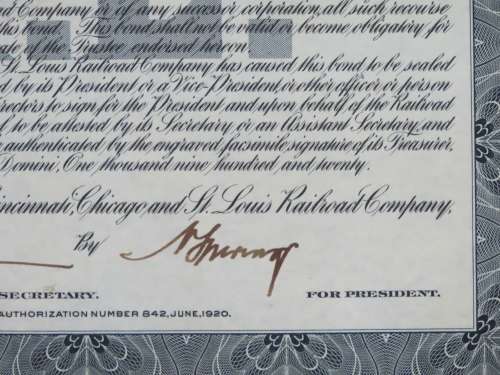 Company or of any successor corporation, all such recourse
this bond. This bond shall not be valid or become obligatory for
ate of the Trustee endorsed hereon.
St. Louis Railroad Company has caused this bond to be sealed
d by its President or a Vice-President, or other officer or person
rectors to sign for the President and upon behalf of the Railroad
l, to be attested by its Secretary or an Assistant Secretary, and
authenticated by the engraved facsimile signature of its Treasurer,
Domini, One thousand nine hundred and twenty.
incinnati, Chicago and St. Louis Railroad Company,
By
SECRETARY. FOR PRESIDENT.
AUTHORIZATION NUMBER 842, JUNE, 1920.